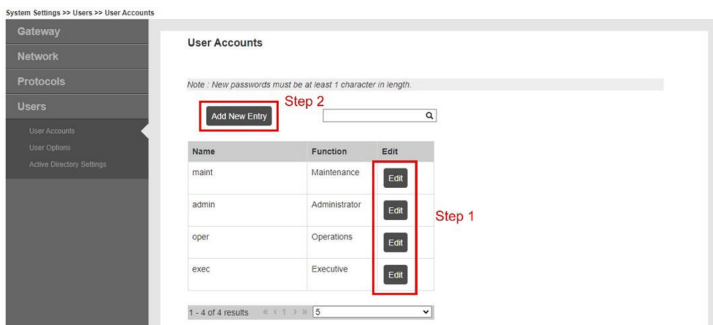 System Settings >> Users >> User Accounts
Gateway
Network
Protocols
Users
User Accounts
User Options
Active Directory Settings
User Accounts
Note : New passwords must be at least 1 character in length.
Step 2
Add New Entry
Name Function Edit
maint Maintenance Edit
admin Administrator Edit
Step 1
oper Operations Edit
exec Executive Edit
1 - 4 of 4 results « ‹ 1 › » 5